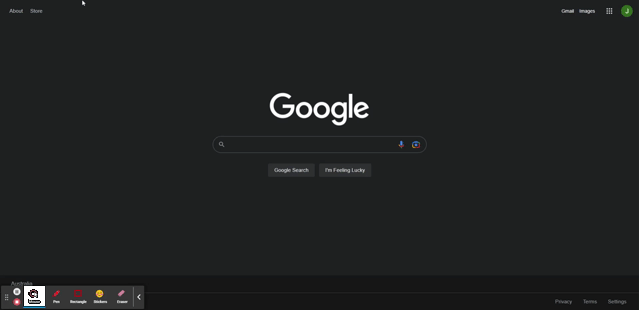 About Store
Gmail Images
J
Google
Google Search I'm Feeling Lucky
Australia
Pen Rectangle Stickers Eraser
Privacy Terms Settings